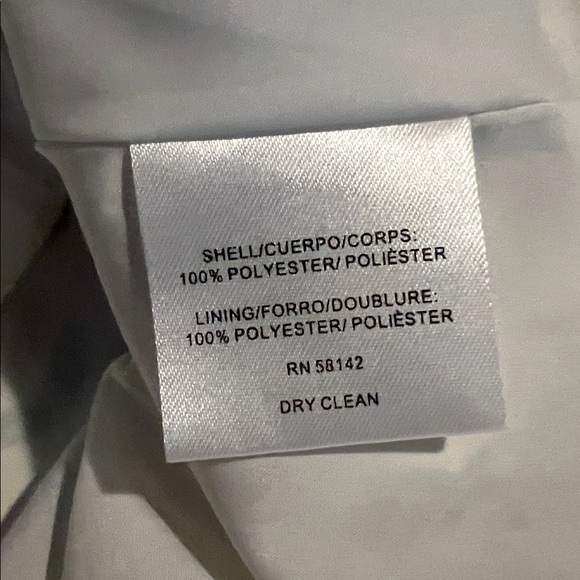 SHELL/CUERPO/CORPS:
100% POLYESTER/ POLIÈSTER
LINING/FORRO/DOUBLURE:
100% POLYESTER/ POLIÈSTER
RN 58142
DRY CLEAN